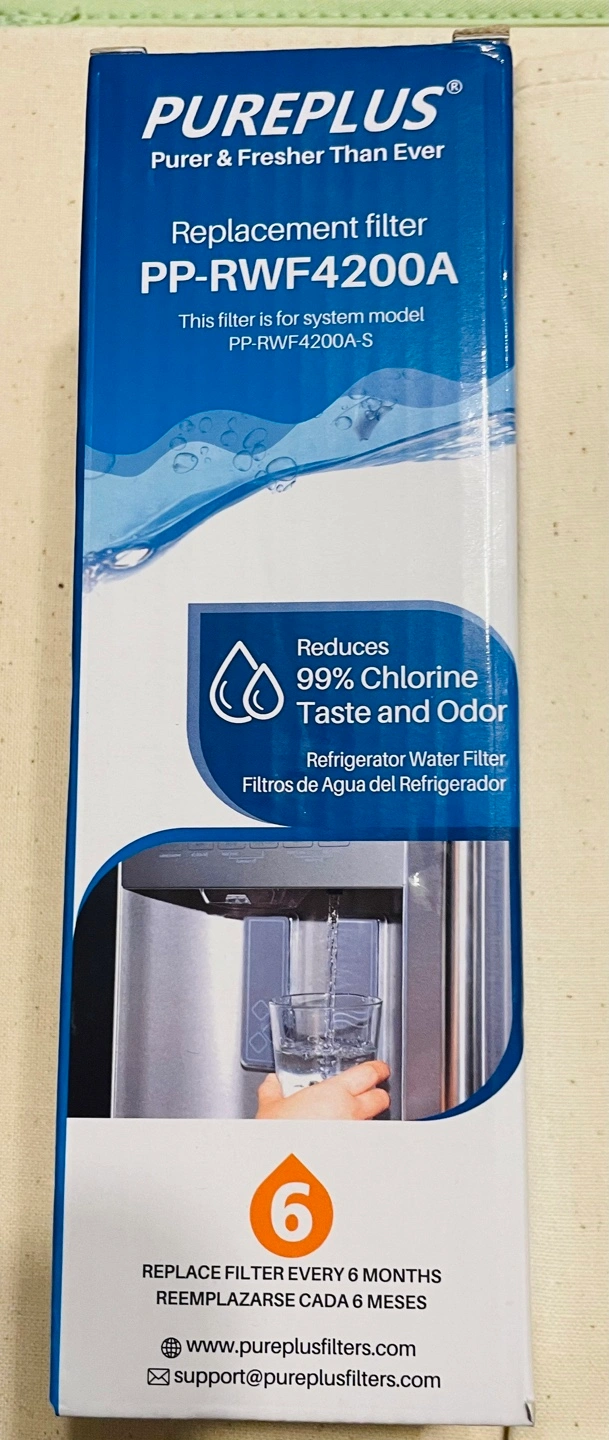 PUREPLUS®
Purer & Fresher Than Ever
Replacement filter
PP-RWF4200A
This filter is for system model
PP-RWF4200A-S
Reduces
99% Chlorine
Taste and Odor
Refrigerator Water Filter
Filtros de Agua del Refrigerador
6
REPLACE FILTER EVERY 6 MONTHS
REEMPLAZARSE CADA 6 MESES
www.pureplusfilters.com
support@pureplusfilters.com